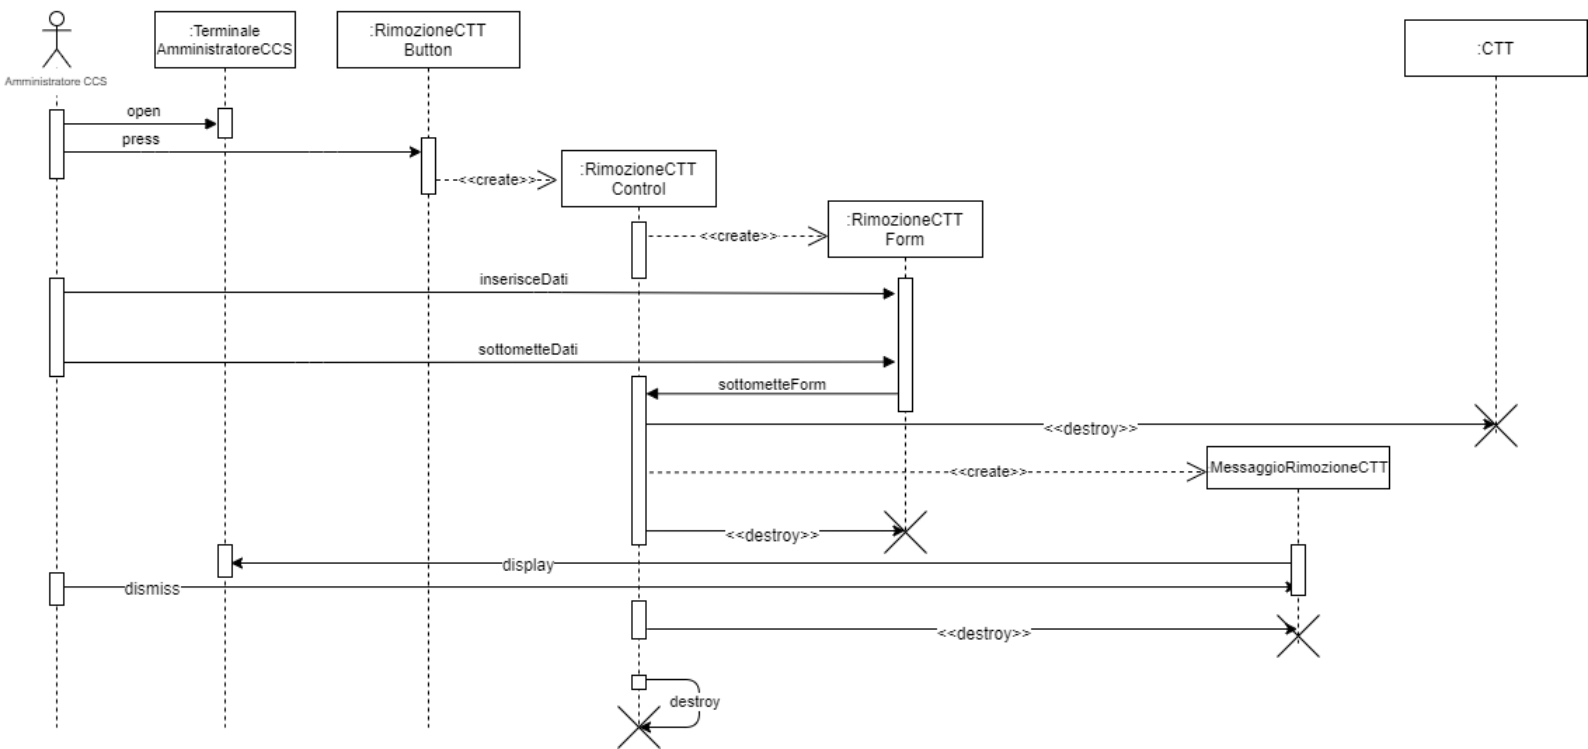 Amministratore CCS
:Terminale
AmministratoreCCS
:RimozioneCTT
Button
:CTT
open
press
<<create>>
:RimozioneCTT
Control
<<create>>
:RimozioneCTT
Form
inserisceDati
sottometteDati
sottometteForm
<<destroy>>
<<create>>
:MessaggioRimozioneCTT
<<destroy>>
display
dismiss
<<destroy>>
destroy